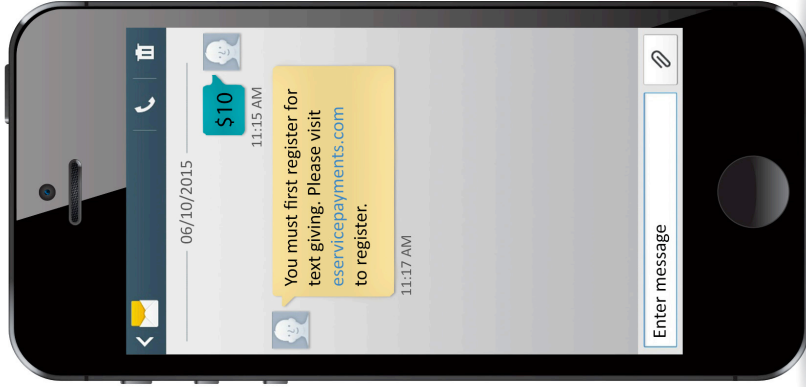 06/10/2015
$10
11:15 AM
You must first register for
text giving. Please visit
eservicepayments.com
to register.
11:17 AM
Enter message